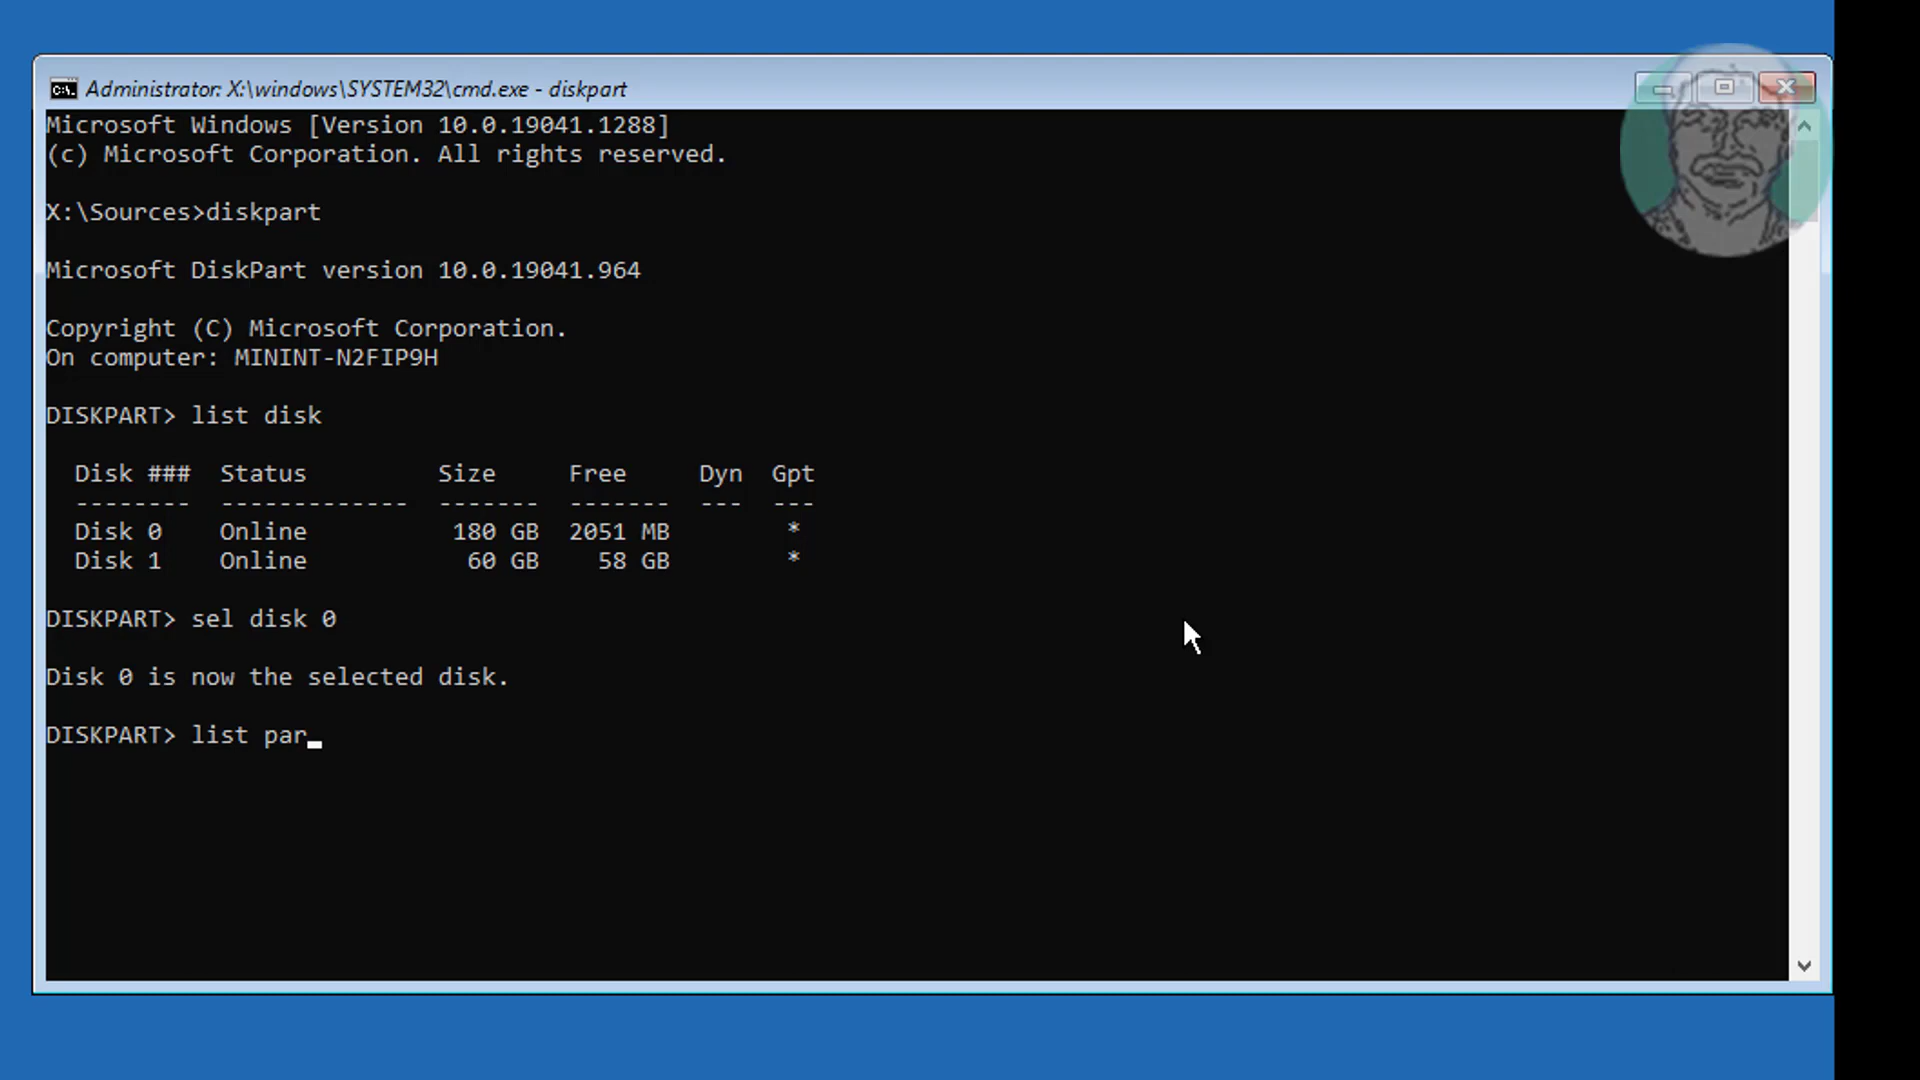 Administrator: X:\windows\SYSTEM32\cmd.exe - diskpart
Microsoft Windows [Version 10.0.19041.1288]
(c) Microsoft Corporation. All rights reserved.
X:\Sources>diskpart
Microsoft DiskPart version 10.0.19041.964
Copyright (C) Microsoft Corporation.
On computer: MININT-N2FIP9H
DISKPART> list disk
Disk ###  Status         Size     Free     Dyn  Gpt
--------  -------------  -------  -------  ---  ---
Disk 0    Online          180 GB  2051 MB        *
Disk 1    Online           60 GB    58 GB        *
DISKPART> sel disk 0
Disk 0 is now the selected disk.
DISKPART> list par_